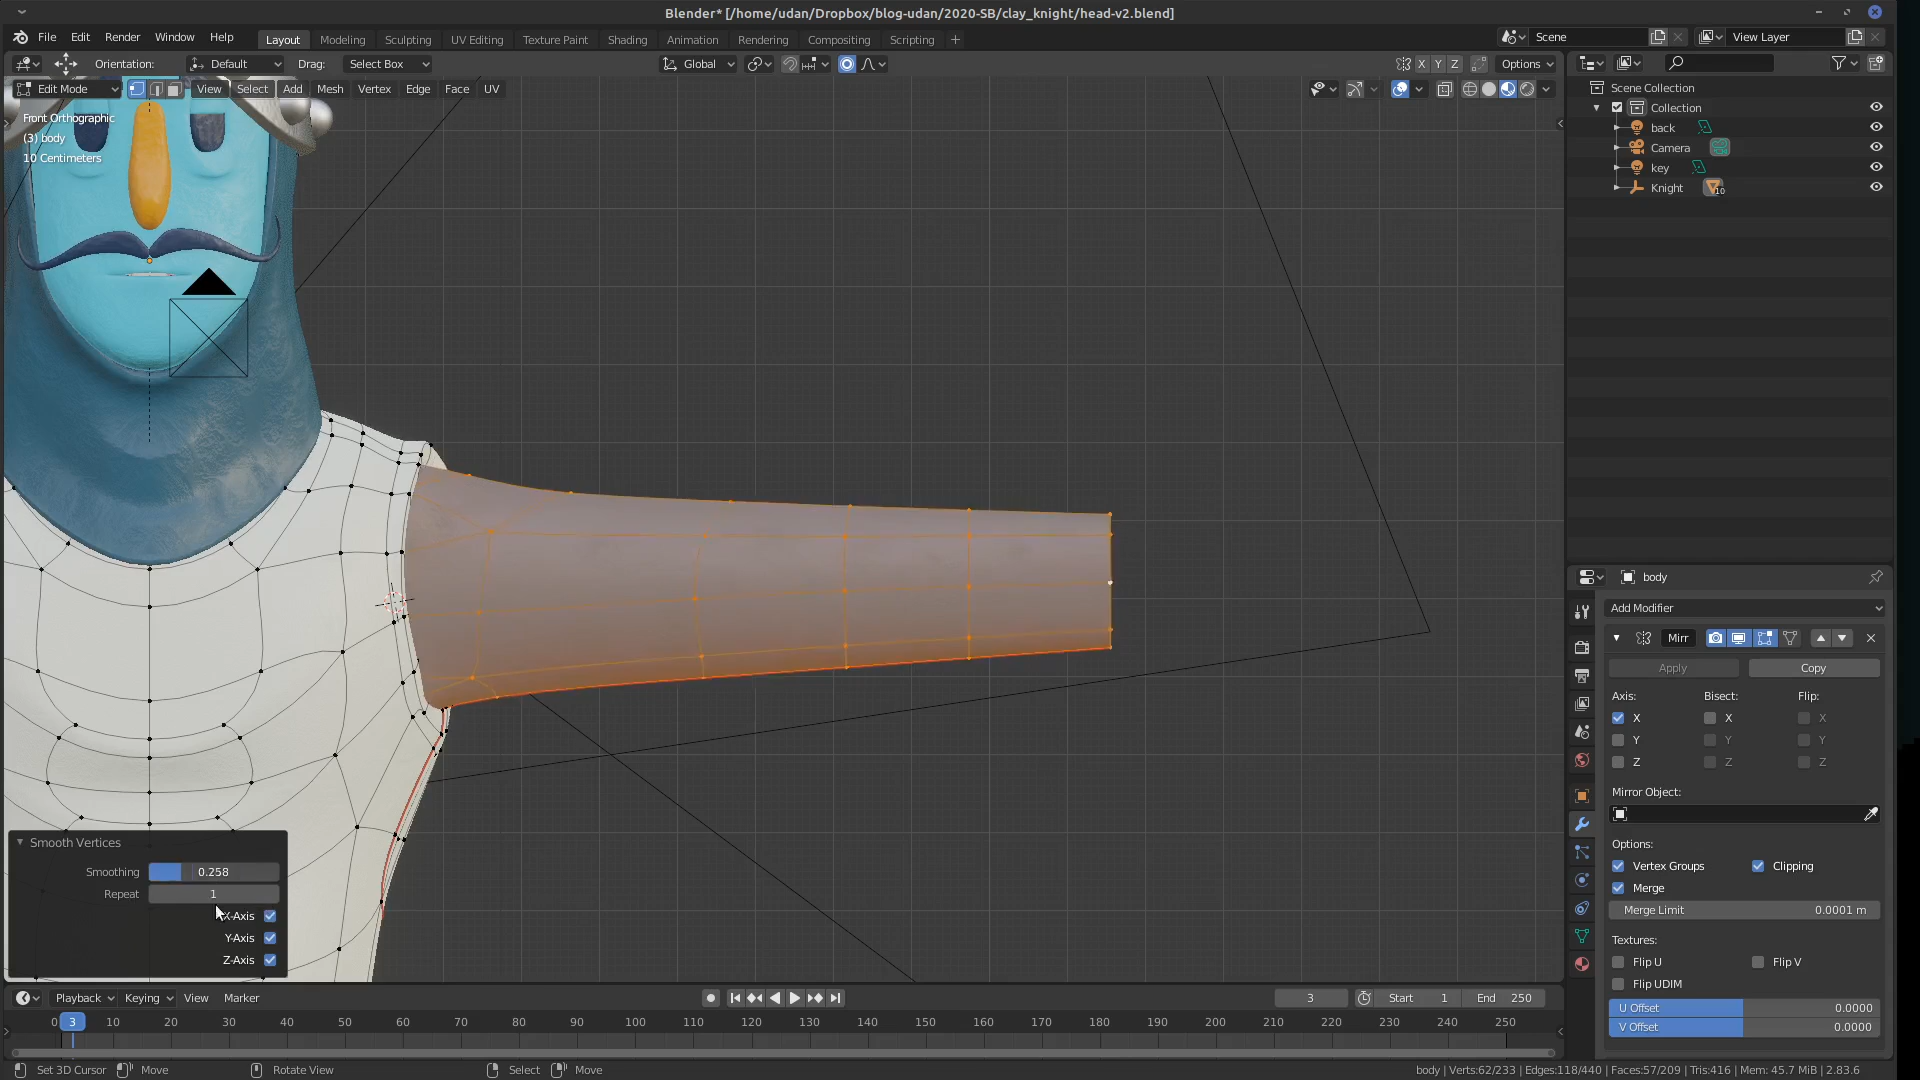 Blender* [/home/udan/Dropbox/blog-udan/2020-SB/clay_knight/head-v2.blend]
File Edit Render Window Help Layout Modeling Sculpting UV Editing Texture Paint Shading Animation Rendering Compositing Scripting + Scene View Layer
Orientation: Default Drag: Select Box Global X Y Z Options
Edit Mode View Select Add Mesh Vertex Edge Face UV
Front Orthographic
(3) body
10 Centimeters
Scene Collection
Collection
back
Camera
key
Knight 10
body
Add Modifier
Mirr
Apply Copy
Axis: Bisect: Flip:
X X X
Y Y Y
Z Z Z
Mirror Object:
Options:
Vertex Groups Clipping
Merge
Merge Limit 0.0001 m
Textures:
Flip U Flip V
Flip UDIM
U Offset 0.0000
V Offset 0.0000
Smooth Vertices
Smoothing 0.258
Repeat 1
X-Axis
Y-Axis
Z-Axis
Playback Keying View Marker 3 Start 1 End 250
0 3 10 20 30 40 50 60 70 80 90 100 110 120 130 140 150 160 170 180 190 200 210 220 230 240 250
Set 3D Cursor Move Rotate View Select Move body | Verts:62/233 | Edges:118/440 | Faces:57/209 | Tris:416 | Mem: 45.7 MiB | 2.83.6